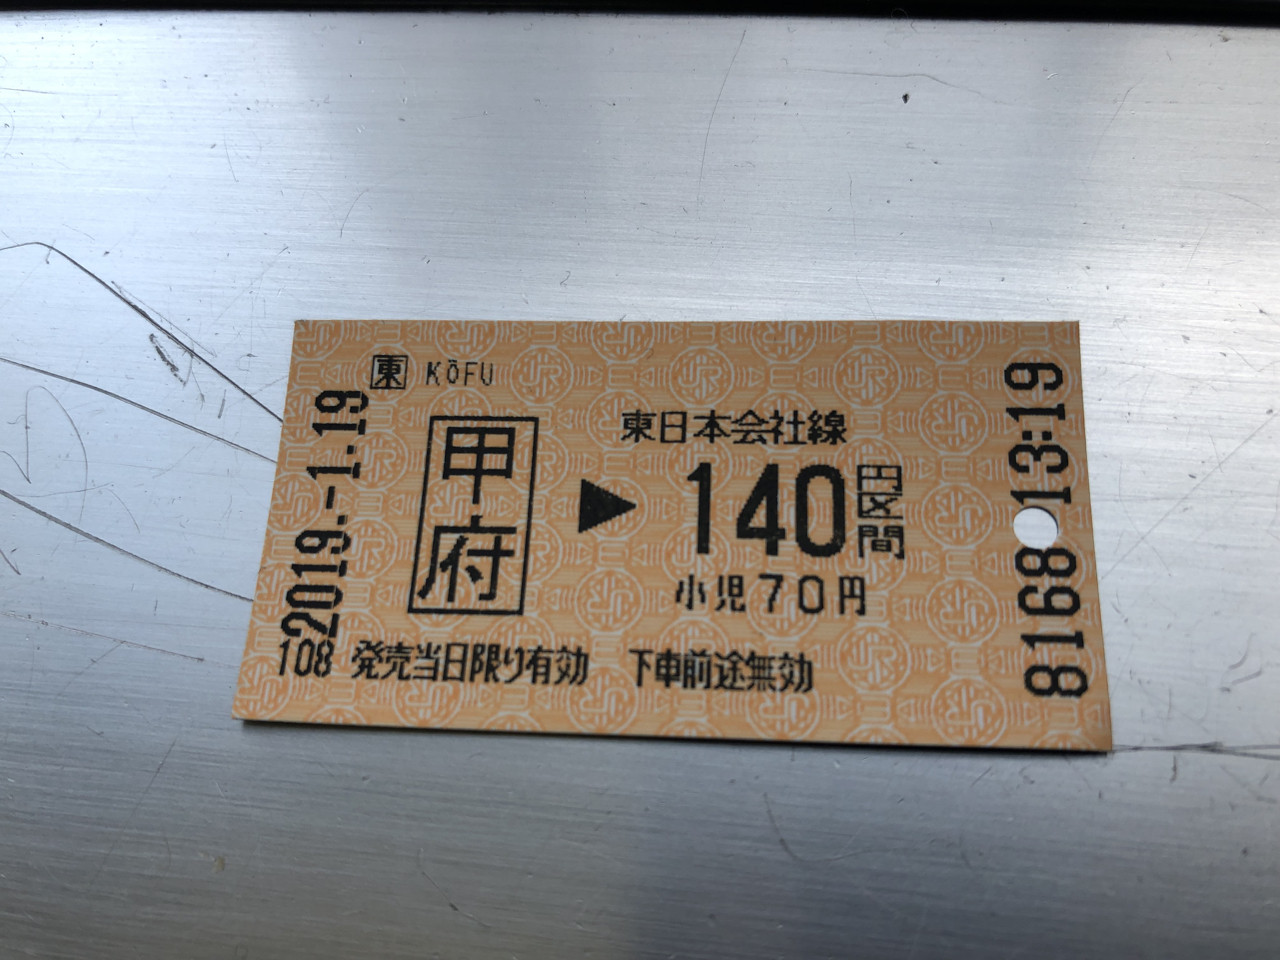 東 KŌFU
甲府
▶
東日本会社線
140円区間
小児70円
発売当日限り有効 下車前途無効
2019.-1.19
108
8168 13:19